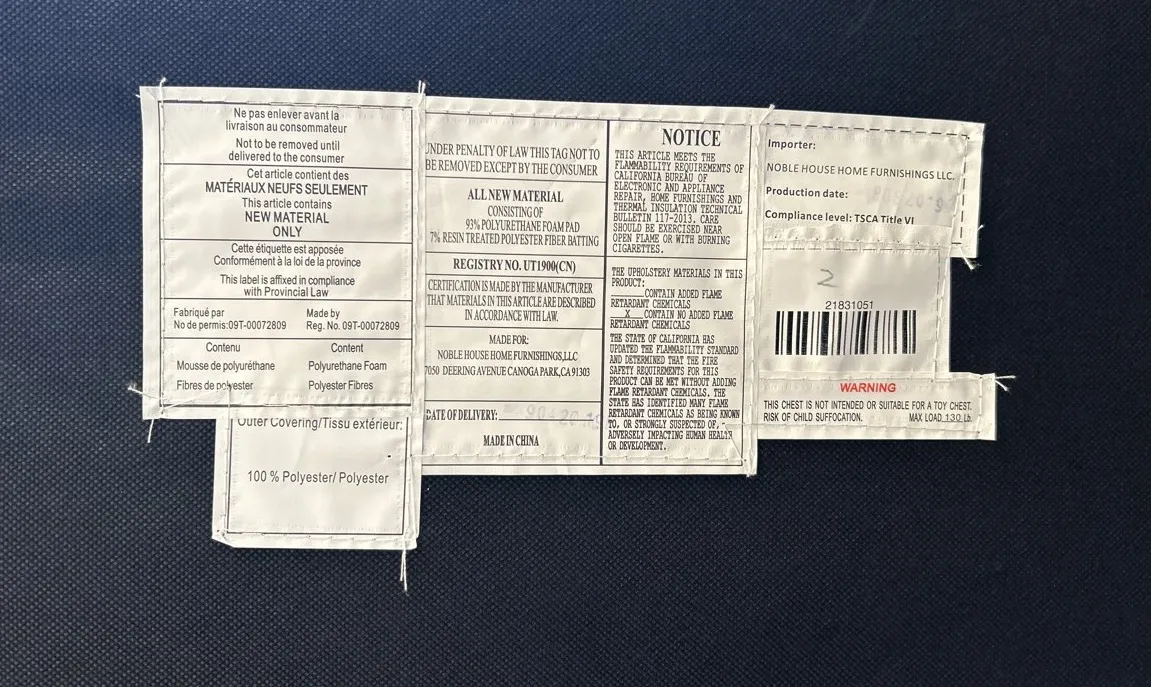 Ne pas enlever avant la
livraison au consommateur
Not to be removed until
delivered to the consumer
Cet article contient des
MATÉRIAUX NEUFS SEULEMENT
This article contains
NEW MATERIAL
ONLY
Cette étiquette est apposée
Conformément à la loi de la province
This label is affixed in compliance
with Provincial Law
Fabriqué par Made by
No de permis:09T-00072809 Reg. No. 09T-00072809
Contenu Content
Mousse de polyuréthane Polyurethane Foam
Fibres de polyester Polyester Fibres
Outer Covering/Tissu extérieur:
100 % Polyester/ Polyester
UNDER PENALTY OF LAW THIS TAG NOT TO
BE REMOVED EXCEPT BY THE CONSUMER
ALL NEW MATERIAL
CONSISTING OF
93% POLYURETHANE FOAM PAD
7% RESIN TREATED POLYESTER FIBER BATTING
REGISTRY NO. UT1900(CN)
CERTIFICATION IS MADE BY THE MANUFACTURER
THAT MATERIALS IN THIS ARTICLE ARE DESCRIBED
IN ACCORDANCE WITH LAW.
MADE FOR:
NOBLE HOUSE HOME FURNISHINGS,LLC
7050 DEERING AVENUE CANOGA PARK,CA 91303
DATE OF DELIVERY:
MADE IN CHINA
NOTICE
THIS ARTICLE MEETS THE
FLAMMABILITY REQUIREMENTS OF
CALIFORNIA BUREAU OF
ELECTRONIC AND APPLIANCE
REPAIR, HOME FURNISHINGS AND
THERMAL INSULATION TECHNICAL
BULLETIN 117-2013. CARE
SHOULD BE EXERCISED NEAR
OPEN FLAME OR WITH BURNING
CIGARETTES.
THE UPHOLSTERY MATERIALS IN THIS
PRODUCT:
_____CONTAIN ADDED FLAME
RETARDANT CHEMICALS
__X__CONTAIN NO ADDED FLAME
RETARDANT CHEMICALS
THE STATE OF CALIFORNIA HAS
UPDATED THE FLAMMABILITY STANDARD
AND DETERMINED THAT THE FIRE
SAFETY REQUIREMENTS FOR THIS
PRODUCT CAN BE MET WITHOUT ADDING
FLAME RETARDANT CHEMICALS. THE
STATE HAS IDENTIFIED MANY FLAME
RETARDANT CHEMICALS AS BEING KNOWN
TO, OR STRONGLY SUSPECTED OF,
ADVERSELY IMPACTING HUMAN HEALTH
OR DEVELOPMENT.
Importer:
NOBLE HOUSE HOME FURNISHINGS LLC.
Production date:
Compliance level: TSCA Title VI
2
21831051
WARNING
THIS CHEST IS NOT INTENDED OR SUITABLE FOR A TOY CHEST.
RISK OF CHILD SUFFOCATION. MAX LOAD 130 Lb.